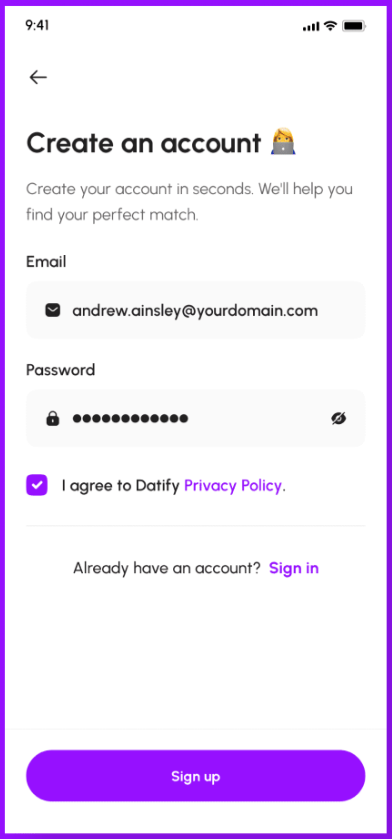 9:41
Create an account
Create your account in seconds. We'll help you
find your perfect match.
Email
andrew.ainsley@yourdomain.com
Password
●●●●●●●●●●●●
I agree to Datify Privacy Policy.
Already have an account? Sign in
Sign up